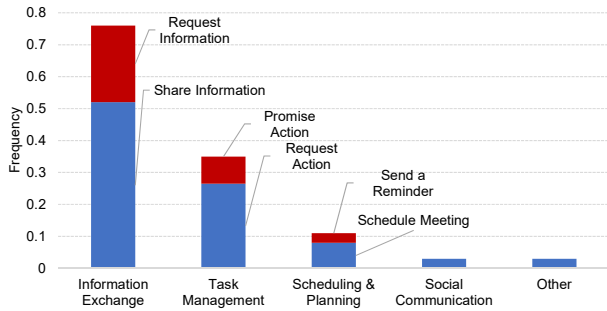 0.8
0.7
0.6
0.5
0.4
0.3
0.2
0.1
0
Frequency
Request
Information
Share Information
Promise
Action
Request
Action
Send a
Reminder
Schedule Meeting
Information
Exchange
Task
Management
Scheduling &
Planning
Social
Communication
Other